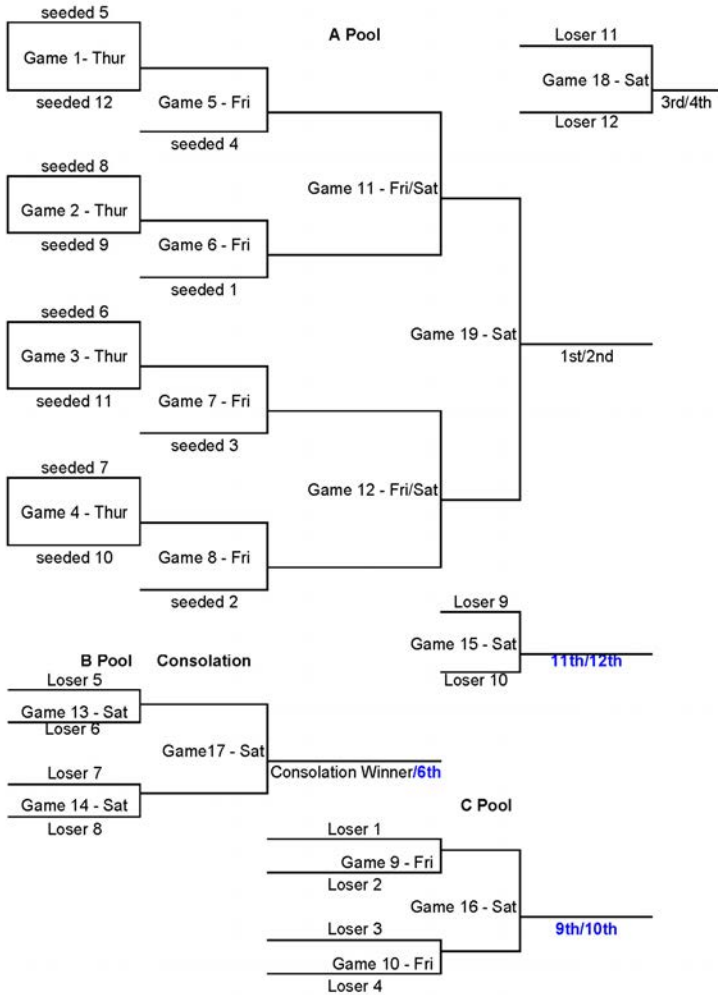 seeded 5
A Pool
Loser 11
Game 1- Thur
Game 18 - Sat
seeded 12
Game 5 - Fri
3rd/4th
Loser 12
seeded 4
seeded 8
Game 11 - Fri/Sat
Game 2 - Thur
seeded 9
Game 6 - Fri
seeded 1
seeded 6
Game 19 - Sat
Game 3 - Thur
1st/2nd
seeded 11
Game 7 - Fri
seeded 3
seeded 7
Game 12 - Fri/Sat
Game 4 - Thur
seeded 10
Game 8 - Fri
seeded 2
Loser 9
Game 15 - Sat
11th/12th
Loser 10
B Pool Consolation
Loser 5
Game 13 - Sat
Loser 6
Game17 - Sat
Loser 7
Consolation Winner/6th
Game 14 - Sat
Loser 8
C Pool
Loser 1
Game 9 - Fri
Loser 2
Game 16 - Sat
Loser 3
9th/10th
Game 10 - Fri
Loser 4